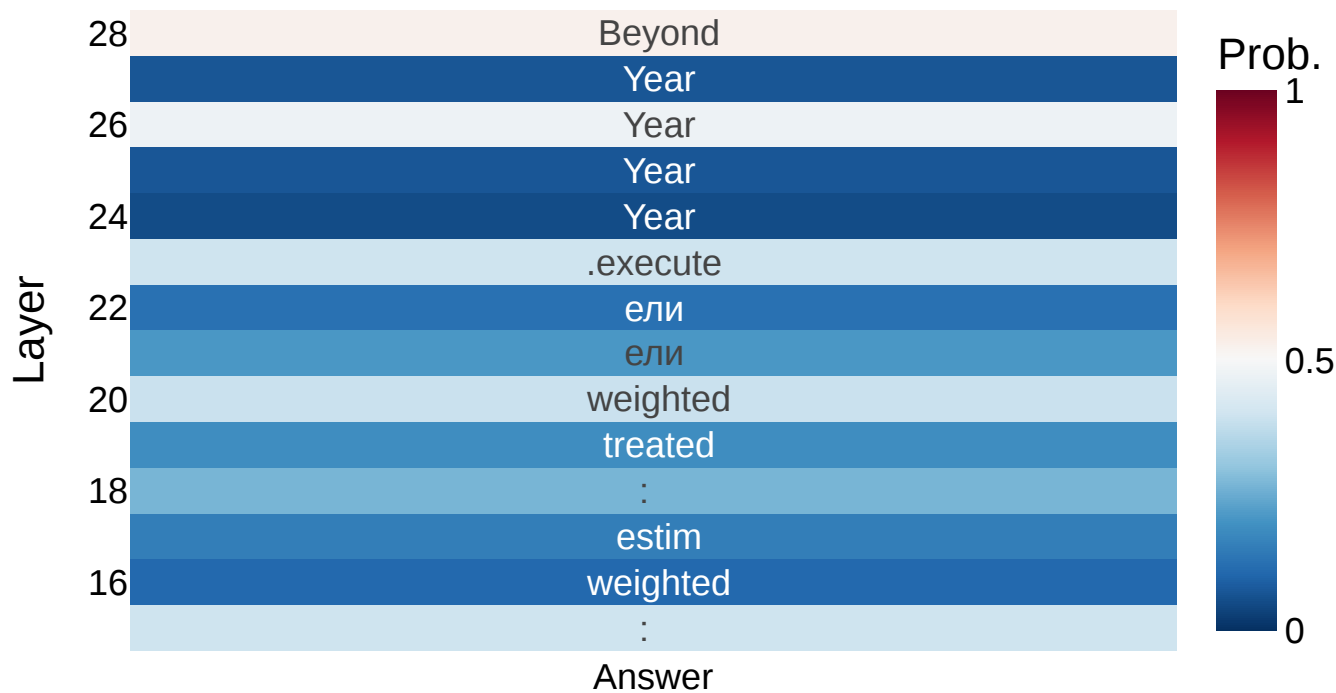 28
Beyond
Year
26
Year
Year
24
Year
.execute
22
ели
ели
20
weighted
treated
18
:
estim
16
weighted
:
Answer
Layer
Prob.
1
0.5
0